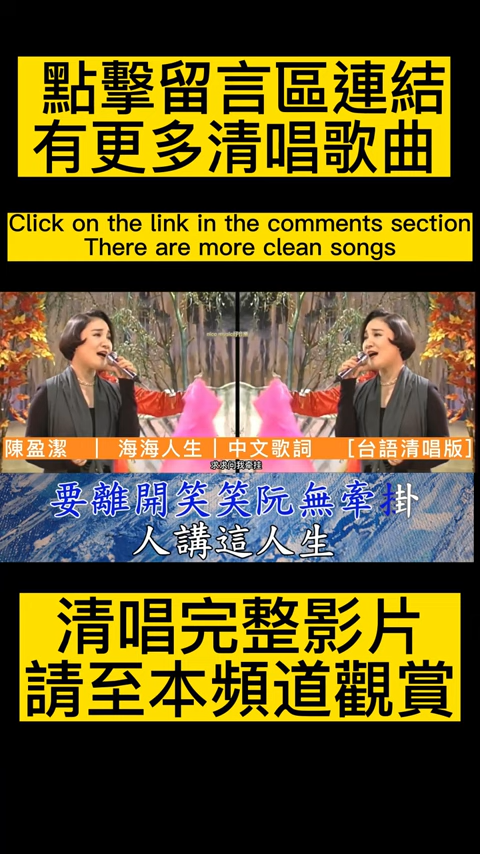 點擊留言區連結
有更多清唱歌曲
Click on the link in the comments section
There are more clean songs
陳盈潔 | 海海人生 | 中文歌詞 [台語清唱版]
要離開笑笑阮無牽掛
人講這人生
清唱完整影片
請至本頻道觀賞